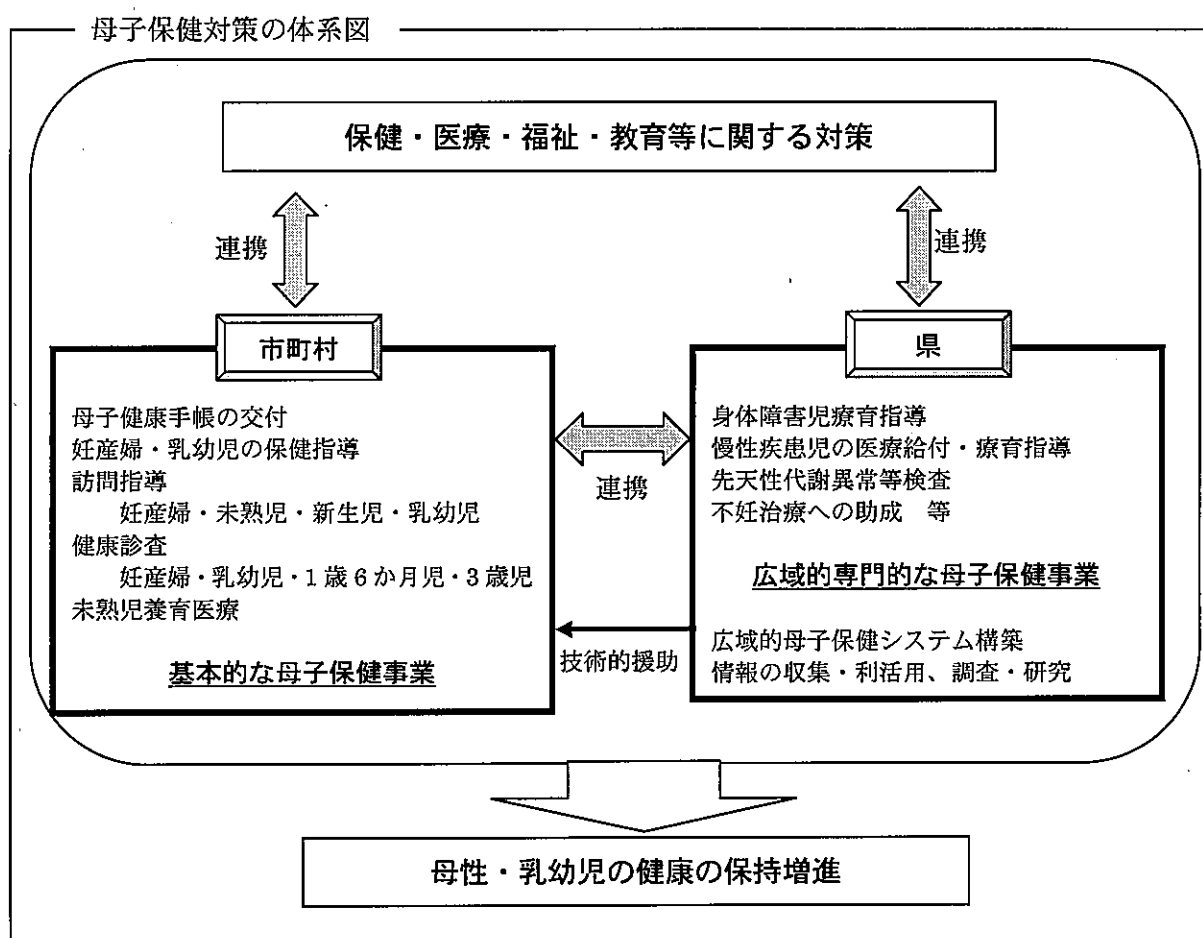 母子保健対策の体系図
保健・医療・福祉・教育等に関する対策
連携
連携
市町村
母子健康手帳の交付
妊産婦・乳幼児の保健指導
訪問指導
妊産婦・未熟児・新生児・乳幼児
健康診査
妊産婦・乳幼児・1歳6か月児・3歳児
未熟児養育医療
基本的な母子保健事業
連携
技術的援助
県
身体障害児療育指導
慢性疾患児の医療給付・療育指導
先天性代謝異常等検査
不妊治療への助成　等
広域的専門的な母子保健事業
広域的母子保健システム構築
情報の収集・利活用、調査・研究
母性・乳幼児の健康の保持増進